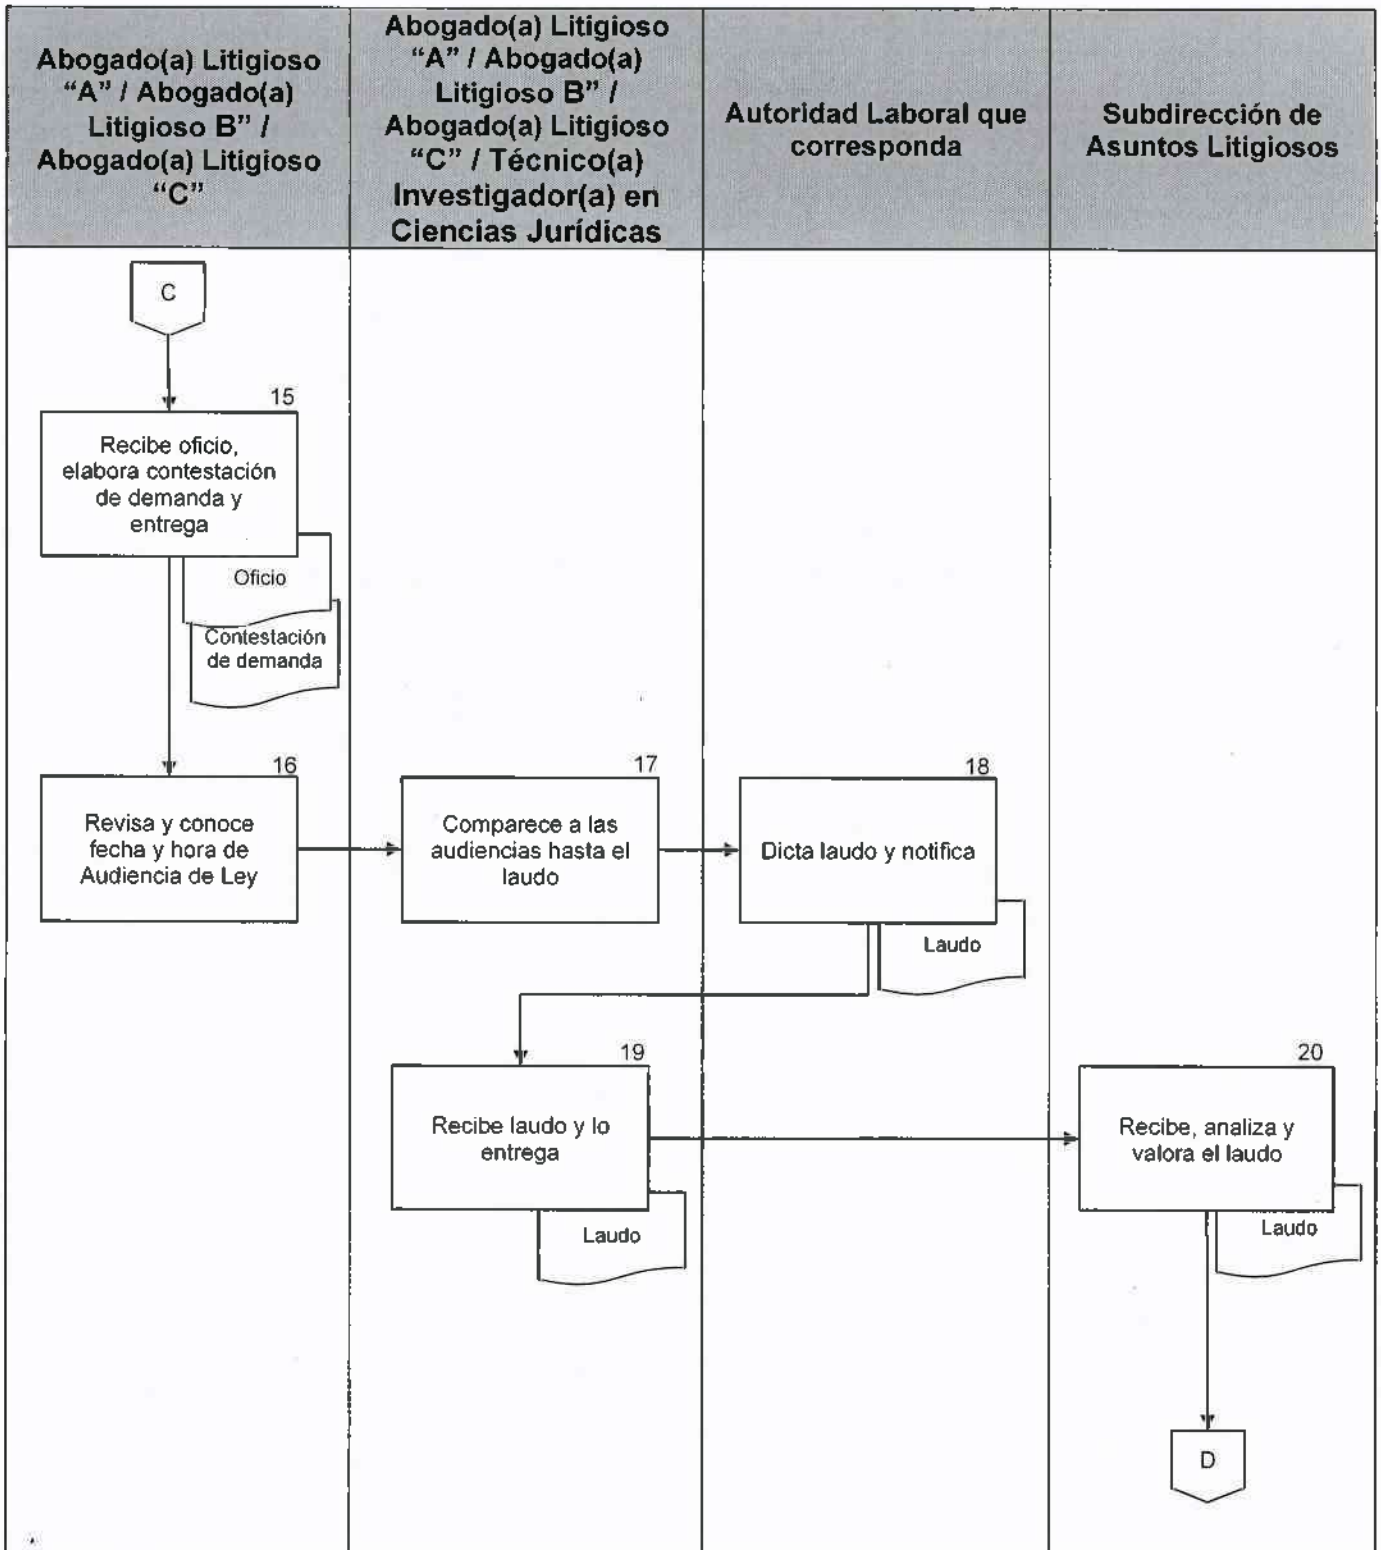 Abogado(a) Litigioso
“A” / Abogado(a)
Litigioso B” /
Abogado(a) Litigioso
“C”
Abogado(a) Litigioso
“A” / Abogado(a)
Litigioso B” /
Abogado(a) Litigioso
“C” / Técnico(a)
Investigador(a) en
Ciencias Jurídicas
Autoridad Laboral que
corresponda
Subdirección de
Asuntos Litigiosos
C
15
Recibe oficio,
elabora contestación
de demanda y
entrega
Oficio
Contestación
de demanda
16
Revisa y conoce
fecha y hora de
Audiencia de Ley
17
Comparece a las
audiencias hasta el
laudo
18
Dicta laudo y notifica
Laudo
19
Recibe laudo y lo
entrega
Laudo
20
Recibe, analiza y
valora el laudo
Laudo
D